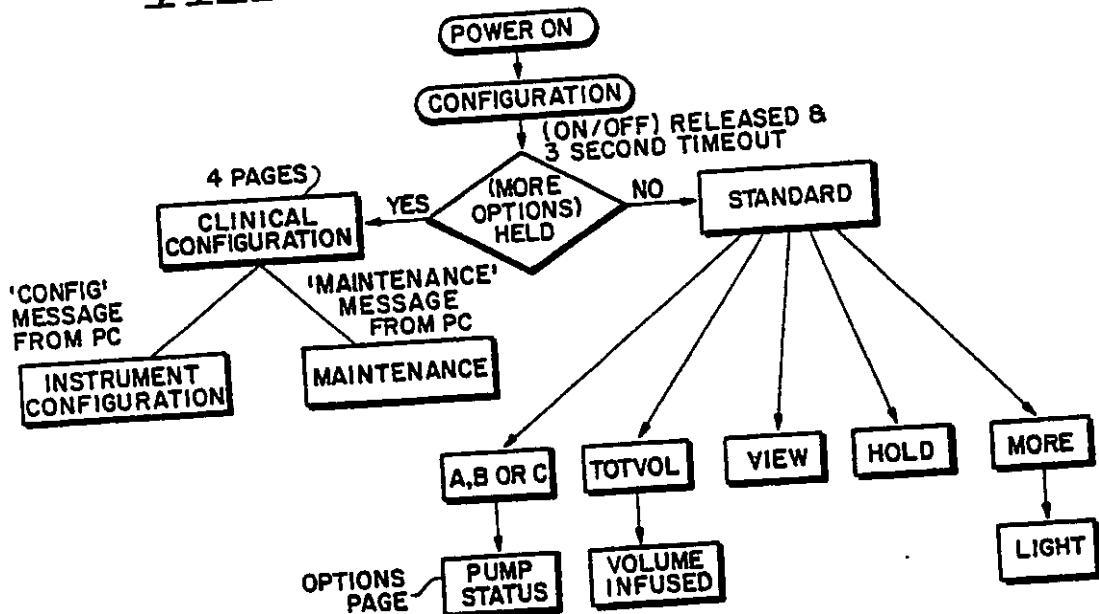 POWER ON
CONFIGURATION
(ON/OFF) RELEASED &
3 SECOND TIMEOUT
4 PAGES
YES
(MORE
OPTIONS)
HELD
NO
STANDARD
CLINICAL
CONFIGURATION
'CONFIG'
MESSAGE
FROM PC
'MAINTENANCE'
MESSAGE
FROM PC
INSTRUMENT
CONFIGURATION
MAINTENANCE
A,B OR C
TOTVOL
VIEW
HOLD
MORE
OPTIONS
PAGE
PUMP
STATUS
VOLUME
INFUSED
LIGHT